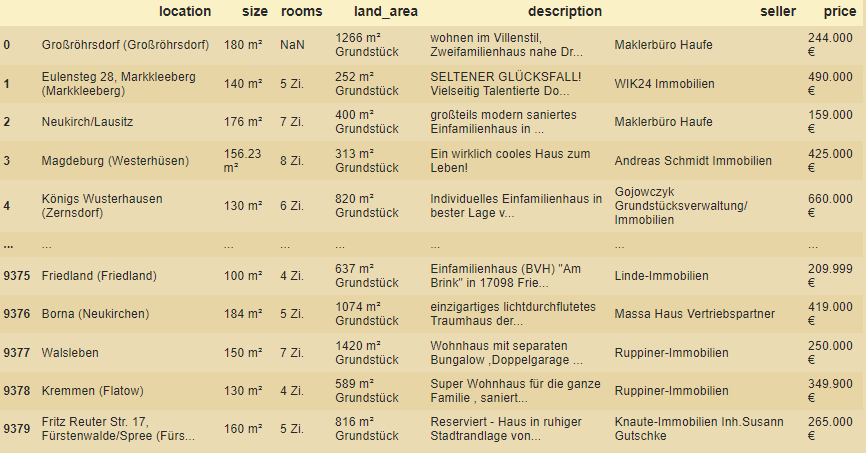 location size rooms land_area description seller price
0 Großröhrsdorf (Großröhrsdorf) 180 m² NaN 1266 m² Grundstück wohnen im Villenstil, Zweifamilienhaus nahe Dr... Maklerbüro Haufe 244.000 €
1 Eulensteg 28, Markkleeberg (Markkleeberg) 140 m² 5 Zi. 252 m² Grundstück SELTENER GLÜCKSFALL! Vielseitig Talentierte Do... WIK24 Immobilien 490.000 €
2 Neukirch/Lausitz 176 m² 7 Zi. 400 m² Grundstück großteils modern saniertes Einfamilienhaus in ... Maklerbüro Haufe 159.000 €
3 Magdeburg (Westerhüsen) 156.23 m² 8 Zi. 313 m² Grundstück Ein wirklich cooles Haus zum Leben! Andreas Schmidt Immobilien 425.000 €
4 Königs Wusterhausen (Zernsdorf) 130 m² 6 Zi. 820 m² Grundstück Individuelles Einfamilienhaus in bester Lage v... Gojowczyk Grundstücksverwaltung/ Immobilien 660.000 €
... ... ... ... ... ... ... ...
9375 Friedland (Friedland) 100 m² 4 Zi. 637 m² Grundstück Einfamilienhaus (BVH) "Am Brink" in 17098 Frie... Linde-Immobilien 209.999 €
9376 Borna (Neukirchen) 184 m² 5 Zi. 1074 m² Grundstück einzigartiges lichtdurchflutetes Traumhaus der... Massa Haus Vertriebspartner 419.000 €
9377 Walsleben 150 m² 7 Zi. 1420 m² Grundstück Wohnhaus mit separaten Bungalow ,Doppelgarage ... Ruppiner-Immobilien 250.000 €
9378 Kremmen (Flatow) 130 m² 4 Zi. 589 m² Grundstück Super Wohnhaus für die ganze Familie , saniert... Ruppiner-Immobilien 349.900 €
9379 Fritz Reuter Str. 17, Fürstenwalde/Spree (Fürs... 160 m² 5 Zi. 816 m² Grundstück Reserviert - Haus in ruhiger Stadtrandlage von... Knaute-Immobilien Inh.Susann Gutschke 265.000 €